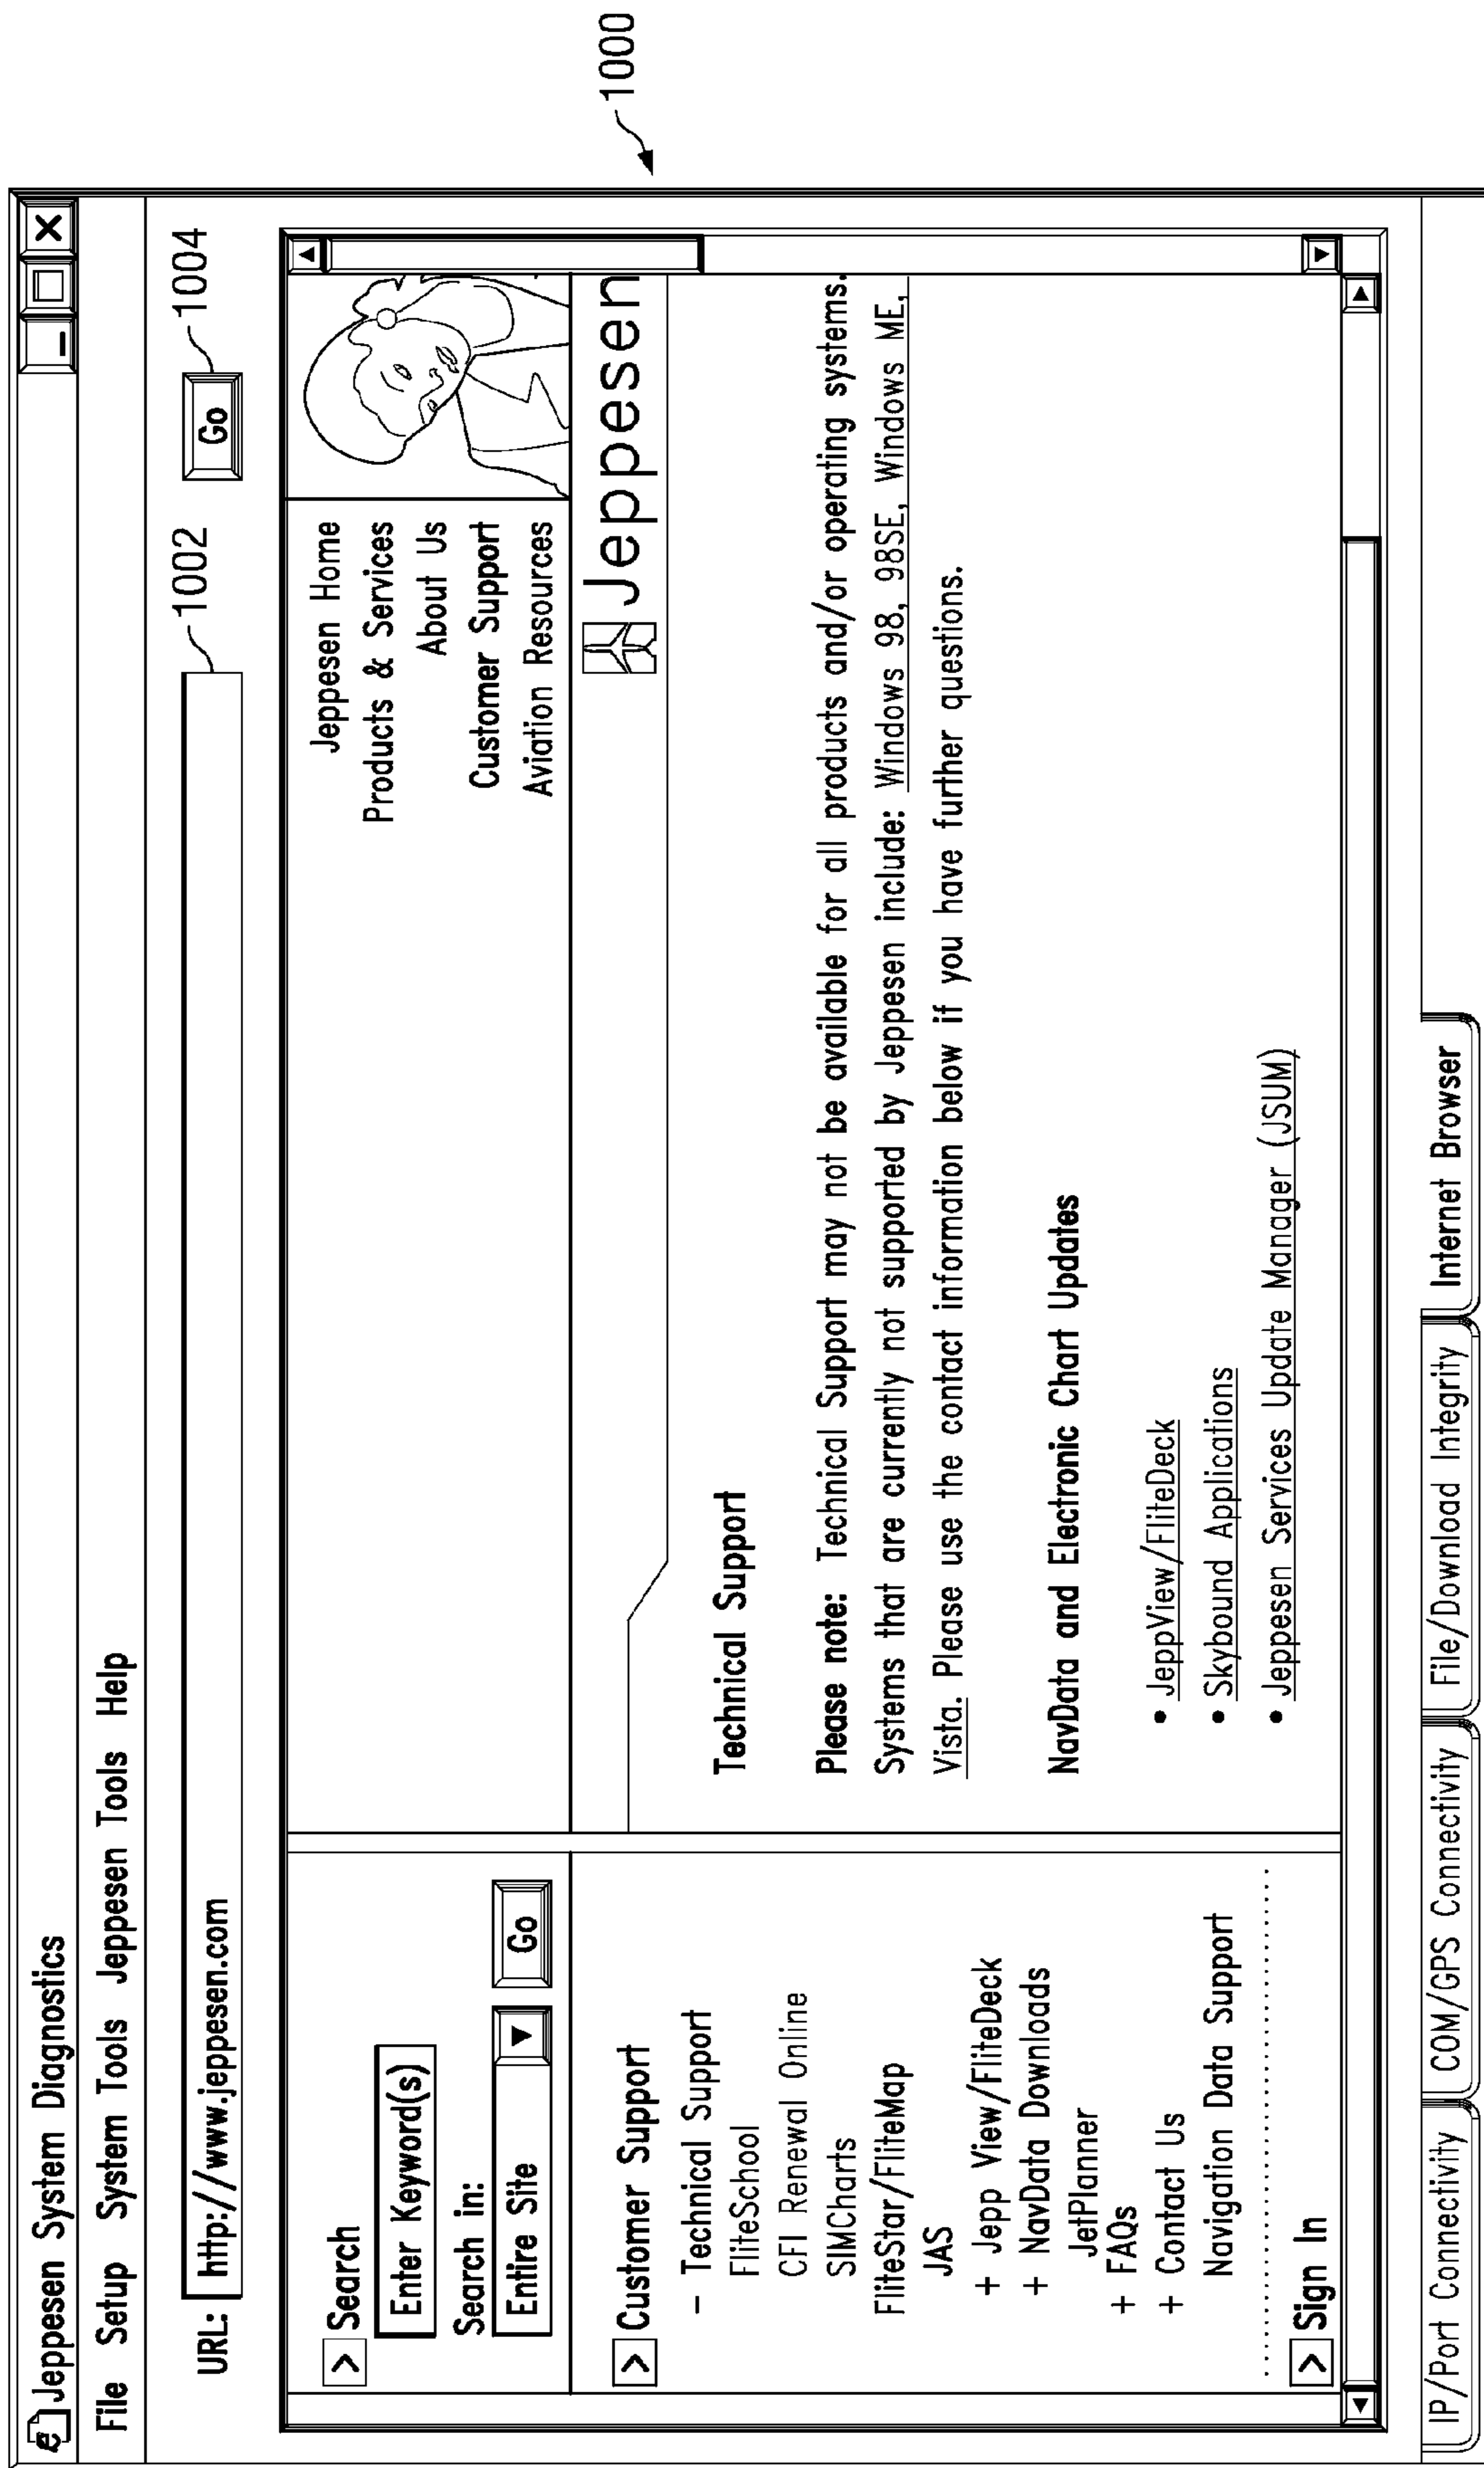 Jeppesen System Diagnostics
File Setup System Tools Jeppesen Tools Help
URL: http://www.jeppesen.com
1002
Go
1004
1000
> Search
Enter Keyword(s)
Search in:
Entire Site
Go
Jeppesen Home
Products & Services
About Us
Customer Support
Aviation Resources
Jeppesen
> Customer Support
- Technical Support
FliteSchool
CFI Renewal Online
SIMCharts
FliteStar/FliteMap
JAS
+ Jepp View/FliteDeck
+ NavData Downloads
JetPlanner
+ FAQs
+ Contact Us
Navigation Data Support
> Sign In
Technical Support
Please note: Technical Support may not be available for all products and/or operating systems.
Systems that are currently not supported by Jeppesen include: Windows 98, 98SE, Windows ME,
Vista. Please use the contact information below if you have further questions.
NavData and Electronic Chart Updates
• JeppView/FliteDeck
• Skybound Applications
• Jeppesen Services Update Manager (JSUM)
IP/Port Connectivity
COM/GPS Connectivity
File/Download Integrity
Internet Browser